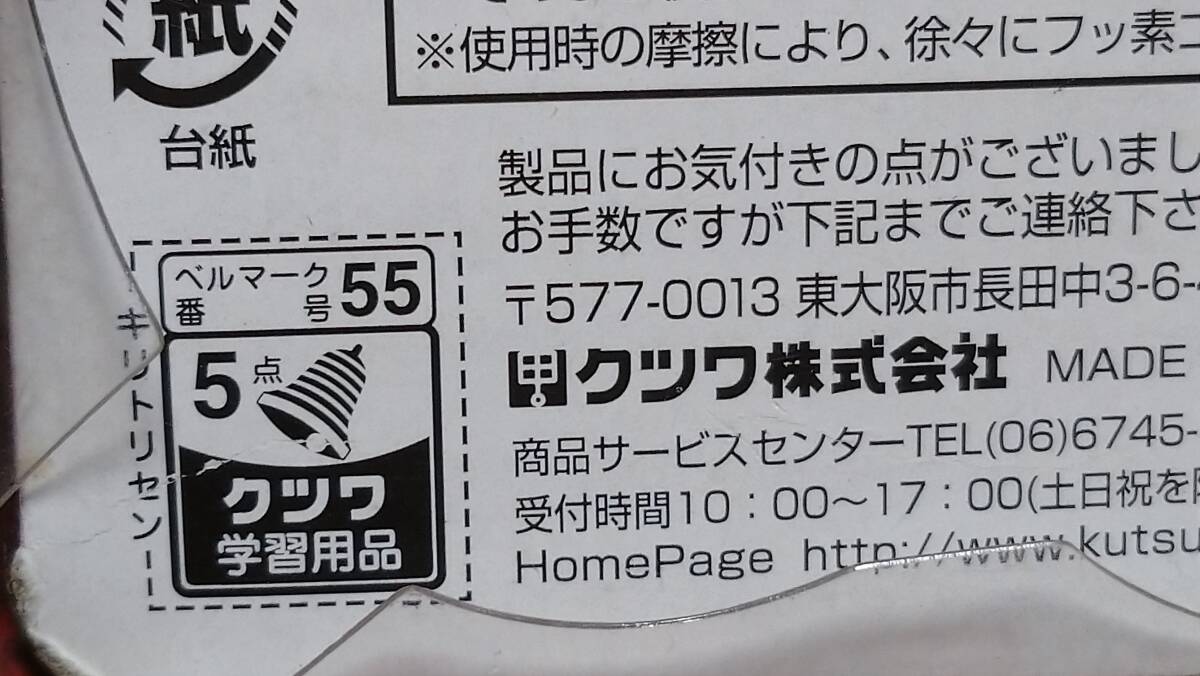 紙
台紙
※使用時の摩擦により、徐々にフッ素コ
製品にお気付きの点がございまし
お手数ですが下記までご連絡下さ
〒577-0013 東大阪市長田中3-6-
クツワ株式会社 MADE
商品サービスセンターTEL(06)6745-
受付時間10:00～17:00(土日祝を除
HomePage http://www.kutsu
キリトリセン
ベルマーク
番号 55
5点
クツワ
学習用品